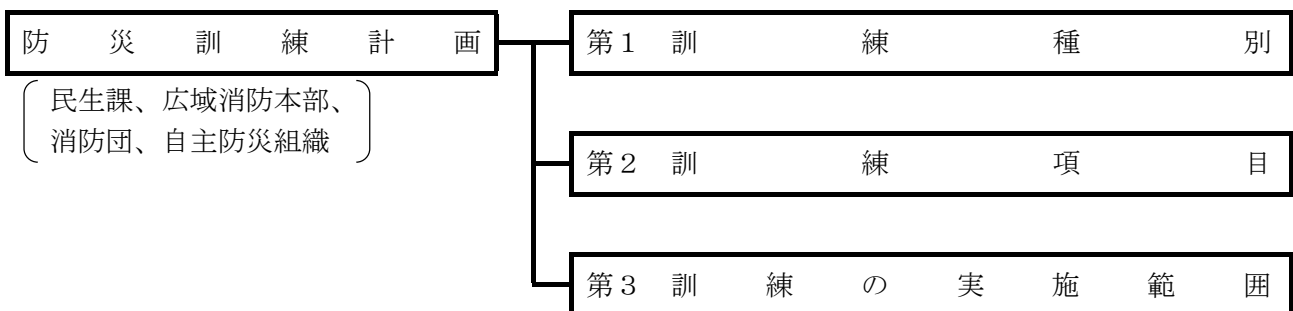 防災訓練計画
民生課、広域消防本部、
消防団、自主防災組織
第１ 訓練種別
第２ 訓練項目
第３ 訓練の実施範囲